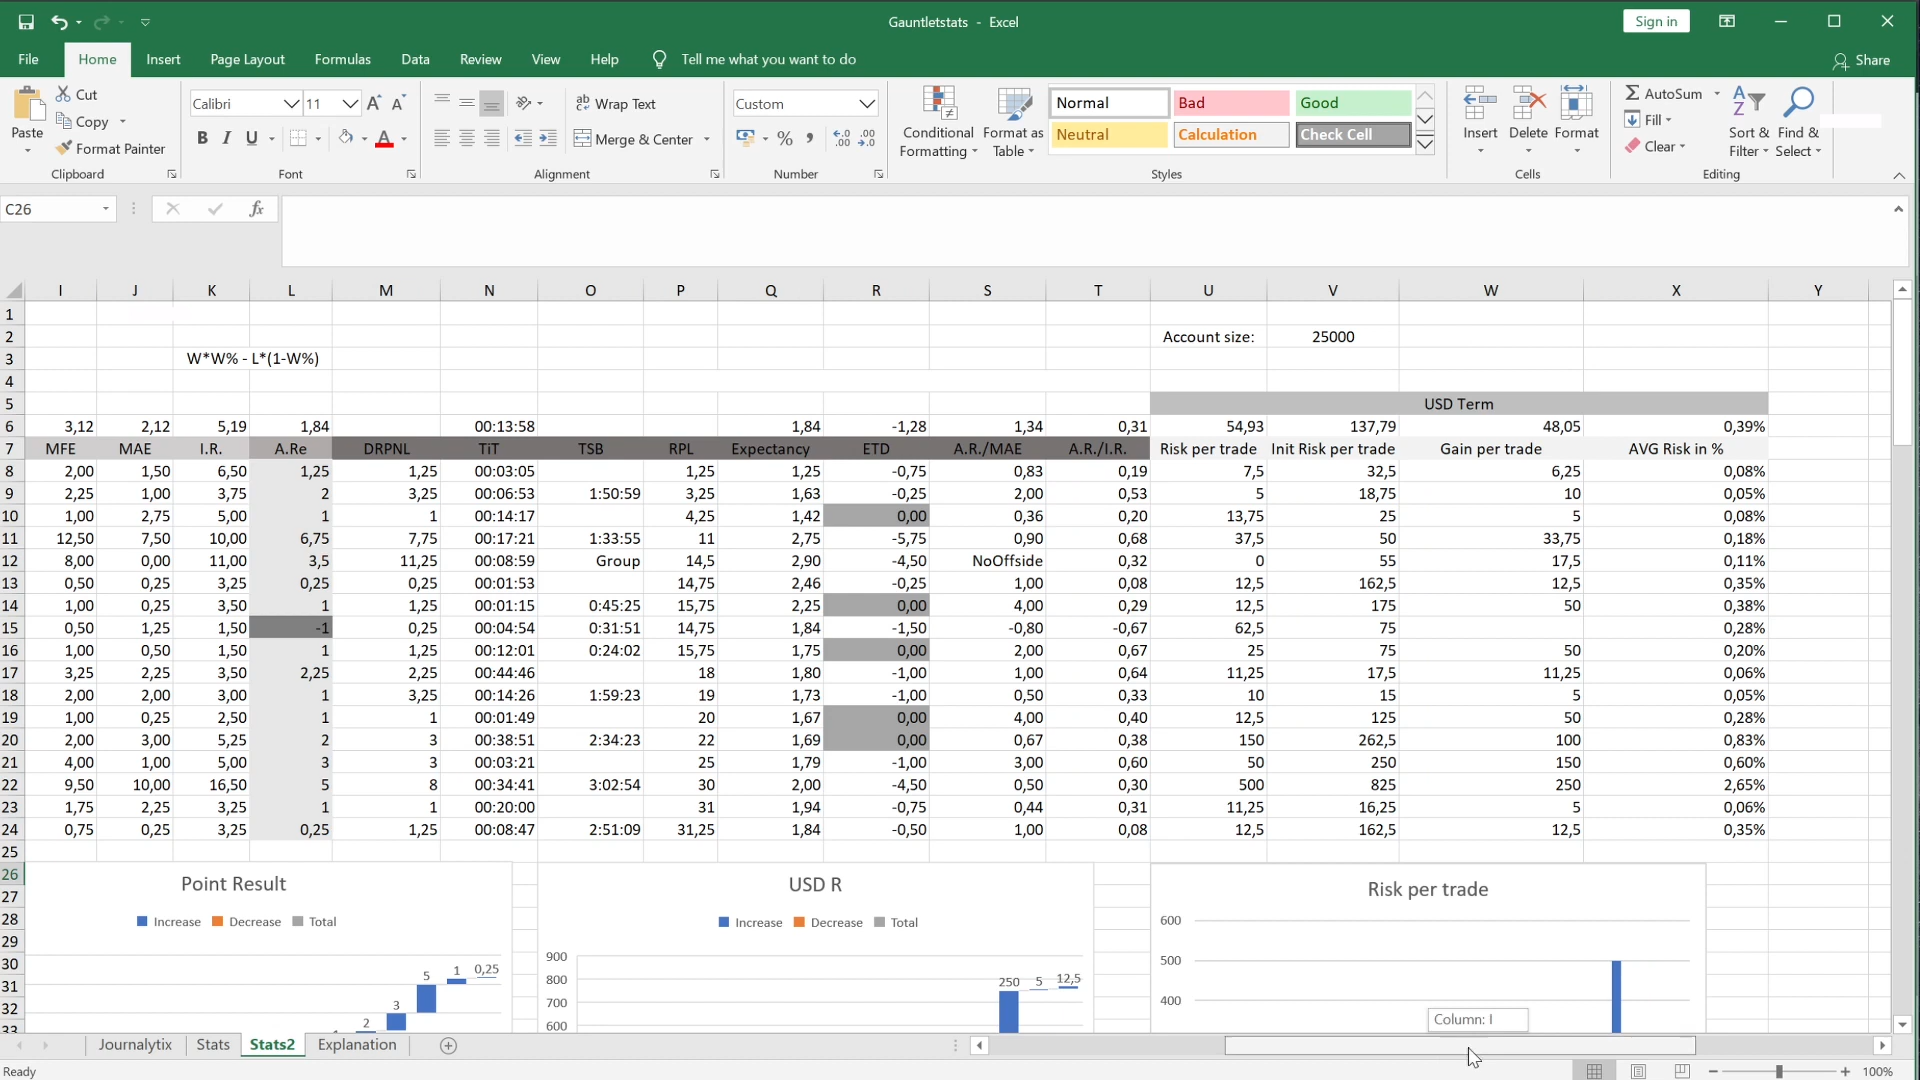 Gauntletstats - Excel
Sign in
File Home Insert Page Layout Formulas Data Review View Help Tell me what you want to do Share
Paste Cut Copy Format Painter Clipboard
Calibri 11 B I U A Font
Wrap Text Merge & Center Alignment
Custom % Number
Conditional Formatting Format as Table
Normal Bad Good
Neutral Calculation Check Cell
Styles
Insert Delete Format Cells
AutoSum Fill Clear Sort & Filter Find & Select Editing
C26 fx
I J K L M N O P Q R S T U V W X Y
1
2 Account size: 25000
3 W*W% - L*(1-W%)
4
5 USD Term
6 3,12 2,12 5,19 1,84 00:13:58 1,84 -1,28 1,34 0,31 54,93 137,79 48,05 0,39%
7 MFE MAE I.R. A.Re DRPNL TiT TSB RPL Expectancy ETD A.R./MAE A.R./I.R. Risk per trade Init Risk per trade Gain per trade AVG Risk in %
8 2,00 1,50 6,50 1,25 1,25 00:03:05 1,25 1,25 -0,75 0,83 0,19 7,5 32,5 6,25 0,08%
9 2,25 1,00 3,75 2 3,25 00:06:53 1:50:59 3,25 1,63 -0,25 2,00 0,53 5 18,75 10 0,05%
10 1,00 2,75 5,00 1 1 00:14:17 4,25 1,42 0,00 0,36 0,20 13,75 25 5 0,08%
11 12,50 7,50 10,00 6,75 7,75 00:17:21 1:33:55 11 2,75 -5,75 0,90 0,68 37,5 50 33,75 0,18%
12 8,00 0,00 11,00 3,5 11,25 00:08:59 Group 14,5 2,90 -4,50 NoOffside 0,32 0 55 17,5 0,11%
13 0,50 0,25 3,25 0,25 0,25 00:01:53 14,75 2,46 -0,25 1,00 0,08 12,5 162,5 12,5 0,35%
14 1,00 0,25 3,50 1 1,25 00:01:15 0:45:25 15,75 2,25 0,00 4,00 0,29 12,5 175 50 0,38%
15 0,50 1,25 1,50 -1 0,25 00:04:54 0:31:51 14,75 1,84 -1,50 -0,80 -0,67 62,5 75 0,28%
16 1,00 0,50 1,50 1 1,25 00:12:01 0:24:02 15,75 1,75 0,00 2,00 0,67 25 75 50 0,20%
17 3,25 2,25 3,50 2,25 2,25 00:44:46 18 1,80 -1,00 1,00 0,64 11,25 17,5 11,25 0,06%
18 2,00 2,00 3,00 1 3,25 00:14:26 1:59:23 19 1,73 -1,00 0,50 0,33 10 15 5 0,05%
19 1,00 0,25 2,50 1 1 00:01:49 20 1,67 0,00 4,00 0,40 12,5 125 50 0,28%
20 2,00 3,00 5,25 2 3 00:38:51 2:34:23 22 1,69 0,00 0,67 0,38 150 262,5 100 0,83%
21 4,00 1,00 5,00 3 3 00:03:21 25 1,79 -1,00 3,00 0,60 50 250 150 0,60%
22 9,50 10,00 16,50 5 8 00:34:41 3:02:54 30 2,00 -4,50 0,50 0,30 500 825 250 2,65%
23 1,75 2,25 3,25 1 1 00:20:00 31 1,94 -0,75 0,44 0,31 11,25 16,25 5 0,06%
24 0,75 0,25 3,25 0,25 1,25 00:08:47 2:51:09 31,25 1,84 -0,50 1,00 0,08 12,5 162,5 12,5 0,35%
25
26
27
28
29
30
31
32
Point Result
Increase Decrease Total
2 3 5 1 0,25
USD R
Increase Decrease Total
900
800
700
600
250 5 12,5
Risk per trade
600
500
400
Column: I
Journalytix Stats Stats2 Explanation
Ready 100%